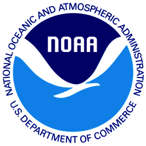 NATIONAL OCEANIC AND ATMOSPHERIC ADMINISTRATION
NOAA
U.S. DEPARTMENT OF COMMERCE